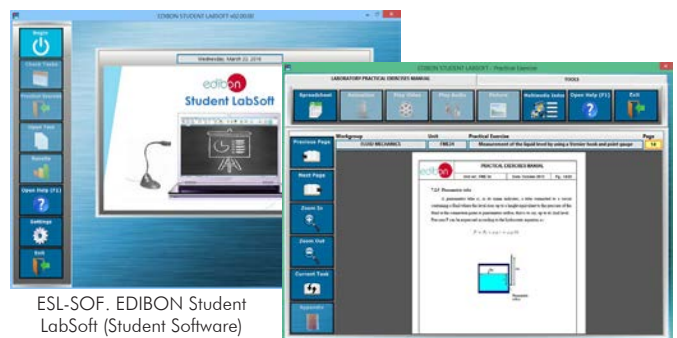 EDIBON STUDENT LABSOFT v02.00.00
Begin
Check Tasks
Open Test
Results
Open Help (F1)
Settings
Exit
Wednesday, March 23, 2016
edibon
Student LabSoft
ESL-SOF. EDIBON Student
LabSoft (Student Software)
EDIBON STUDENT LABSOFT - Practical Exercise
LABORATORY PRACTICAL EXERCISES MANUAL
TOOLS
Spreadsheet
Animation
Play Video
Play Audio
Picture
Multimedia Index
Open Help (F1)
Exit
Workgroup
Unit
Practical Exercise
Page
FLUID MECHANICS
Measurement of the liquid level by using a Vernier hook and point gauge
14
Previous Page
Next Page
Zoom In
Zoom Out
Current Task
Appendix
edibon
PRACTICAL EXERCISES MANUAL